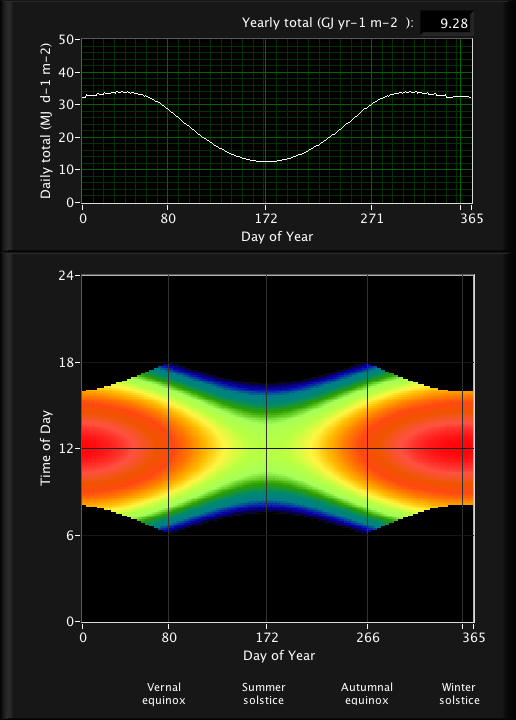 Yearly total (GJ yr-1 m-2 ): 9.28
Daily total (MJ d-1 m-2)
50
40
30
20
10
0
0 80 172 271 365
Day of Year
Time of Day
24
18
12
6
0
0 80 172 266 365
Day of Year
Vernal Summer Autumnal Winter
equinox solstice equinox solstice